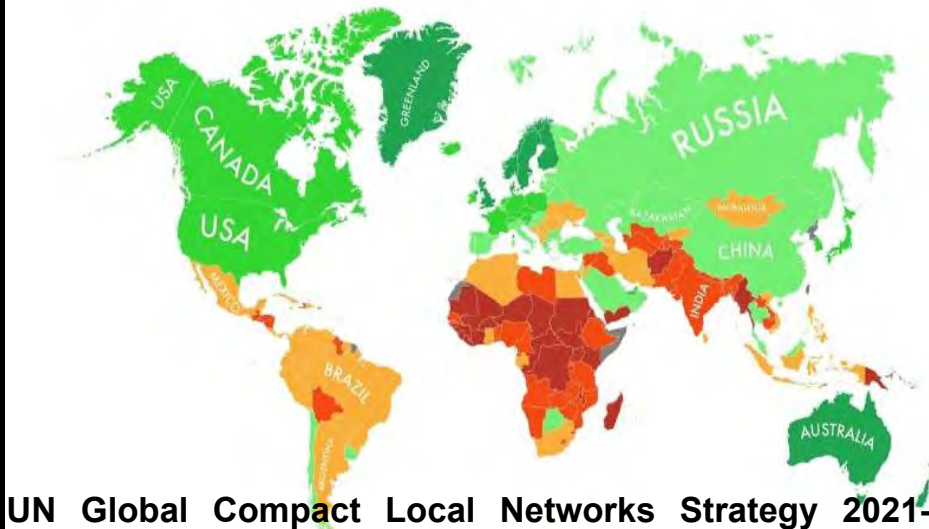 GREENLAND
USA
CANADA
RUSSIA
USA
KAZAKHSTAN
MONGOLIA
CHINA
MEXICO
INDIA
BRAZIL
AUSTRALIA
ARGENTINA
UN Global Compact Local Networks Strategy 2021-